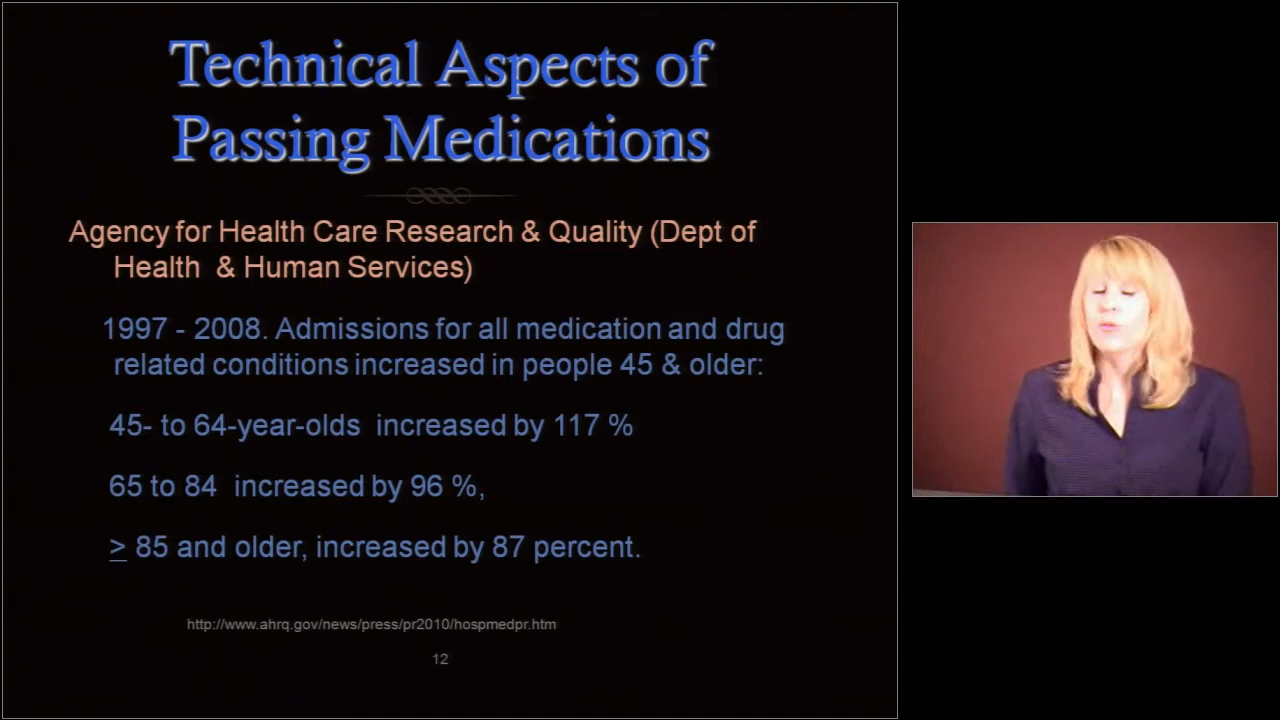 Technical Aspects of
Passing Medications
Agency for Health Care Research & Quality (Dept of
Health & Human Services)
1997 - 2008. Admissions for all medication and drug
related conditions increased in people 45 & older:
45- to 64-year-olds increased by 117 %
65 to 84 increased by 96 %,
≥ 85 and older, increased by 87 percent.
http://www.ahrq.gov/news/press/pr2010/hospmedpr.htm
12